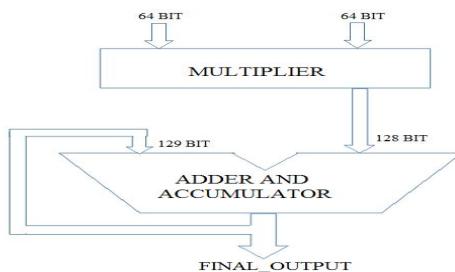 64 BIT
64 BIT
MULTIPLIER
129 BIT
128 BIT
ADDER AND
ACCUMULATOR
FINAL_OUTPUT